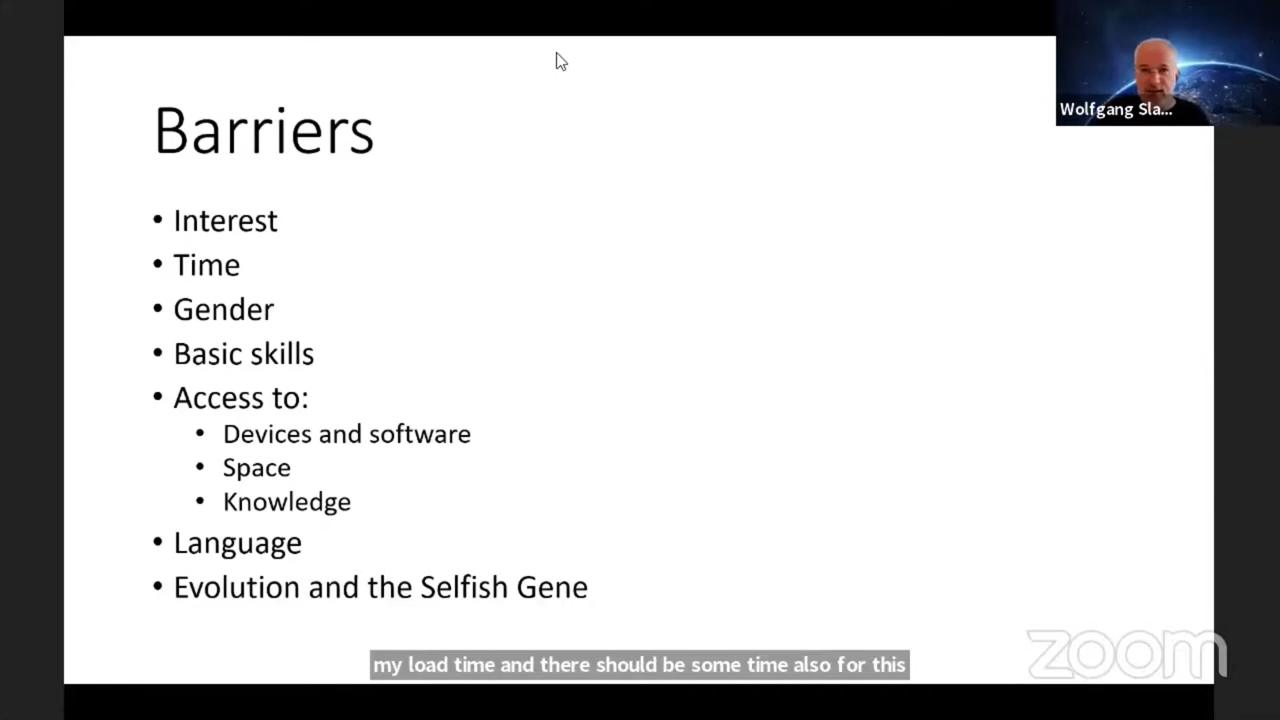 Wolfgang Sla...
Barriers
• Interest
• Time
• Gender
• Basic skills
• Access to:
• Devices and software
• Space
• Knowledge
• Language
• Evolution and the Selfish Gene
my load time and there should be some time also for this
zoom